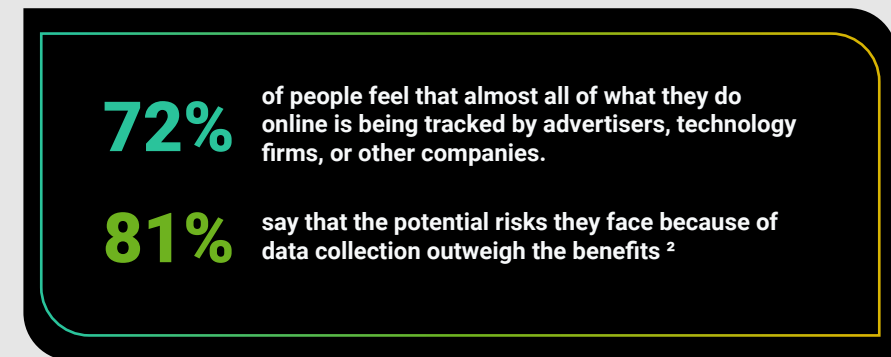 72%
of people feel that almost all of what they do
online is being tracked by advertisers, technology
firms, or other companies.
81%
say that the potential risks they face because of
data collection outweigh the benefits ²